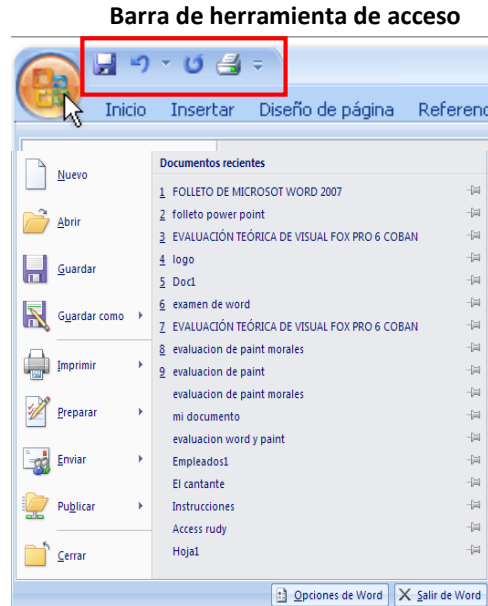 Barra de herramienta de acceso
Inicio Insertar Diseño de página Referenc
Nuevo
Abrir
Guardar
Guardar como
Imprimir
Preparar
Enviar
Publicar
Cerrar
Documentos recientes
1 FOLLETO DE MICROSOT WORD 2007
2 folleto power point
3 EVALUACIÓN TEÓRICA DE VISUAL FOX PRO 6 COBAN
4 logo
5 Doc1
6 examen de word
7 EVALUACIÓN TEÓRICA DE VISUAL FOX PRO 6 COBAN
8 evaluacion de paint morales
9 evaluacion de paint
evaluacion de paint morales
mi documento
evaluacion word y paint
Empleados1
El cantante
Instrucciones
Access rudy
Hoja1
Opciones de Word Salir de Word